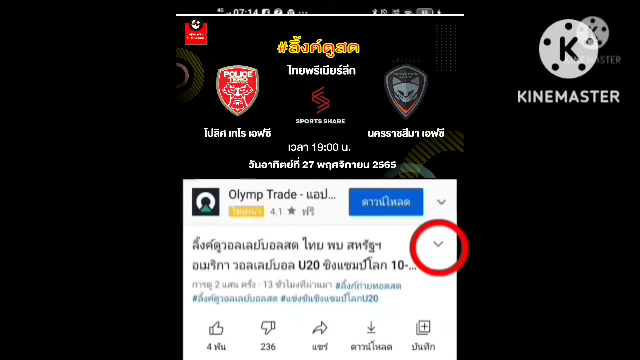 4G 07:14
#ลิ้งค์ดูสด
ไทยพรีเมียร์ลีก
POLICE
TERO
SPORTS SHARE
โปลิศ เทโร เอฟซี
นครราชสีมา เอฟซี
เวลา 19:00 น.
วันอาทิตย์ที่ 27 พฤศจิกายน 2565
KINEMASTER
KINEMASTER
Olymp Trade - แอป...
โฆษณา 4.1 ★ ฟรี
ดาวน์โหลด
ลิ้งค์ดูวอลเลย์บอลสด ไทย พบ สหรัฐฯ
อเมริกา วอลเลย์บอล U20 ชิงแชมป์โลก 10-...
การดู 2 แสน ครั้ง · 13 ชั่วโมงที่ผ่านมา #ลิ้งก์ถ่ายทอดสด
#ลิ้งค์ดูวอลเลย์บอลสด #แข่งขันชิงแชมป์โลกU20
4 พัน
236
แชร์
ดาวน์โหลด
บันทึก